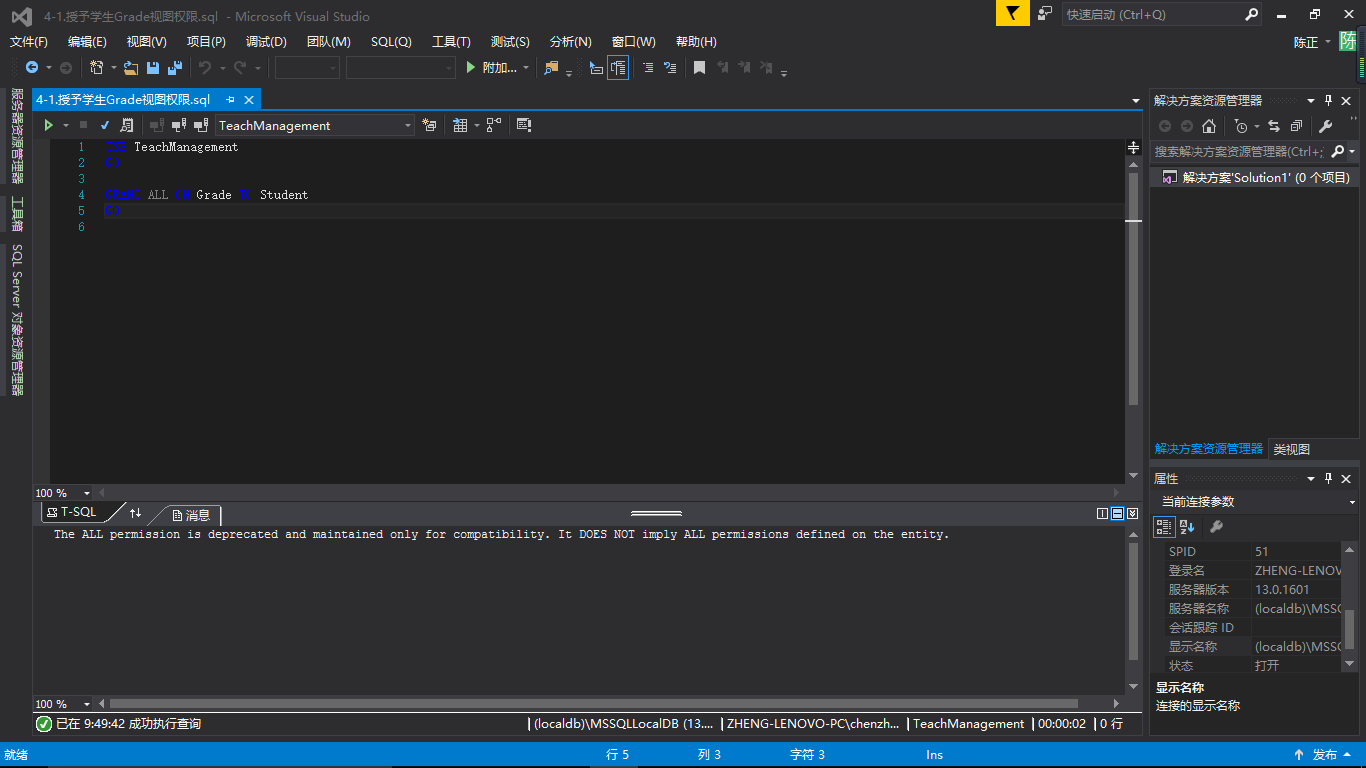 4-1.授予学生Grade视图权限.sql - Microsoft Visual Studio
快速启动 (Ctrl+Q)
文件(F) 编辑(E) 视图(V) 项目(P) 调试(D) 团队(M) SQL(Q) 工具(T) 测试(S) 分析(N) 窗口(W) 帮助(H)
陈正 陈
附加...
服务器资源管理器
工具箱
SQL Server 对象资源管理器
4-1.授予学生Grade视图权限.sql
TeachManagement
1 USE TeachManagement
2 GO
3
4 GRANT ALL ON Grade TO Student
5 GO
6
100 %
T-SQL
消息
The ALL permission is deprecated and maintained only for compatibility. It DOES NOT imply ALL permissions defined on the entity.
100 %
已在 9:49:42 成功执行查询
(localdb)\MSSQLLocalDB (13.... ZHENG-LENOVO-PC\chenzh... TeachManagement 00:00:02 0 行
解决方案资源管理器
搜索解决方案资源管理器(Ctrl+;
解决方案'Solution1' (0 个项目)
解决方案资源管理器 类视图
属性
当前连接参数
SPID 51
登录名 ZHENG-LENOV
服务器版本 13.0.1601
服务器名称 (localdb)\MSSC
会话跟踪 ID
显示名称 (localdb)\MSSC
状态 打开
显示名称
连接的显示名称
就绪 行 5 列 3 字符 3 Ins 发布